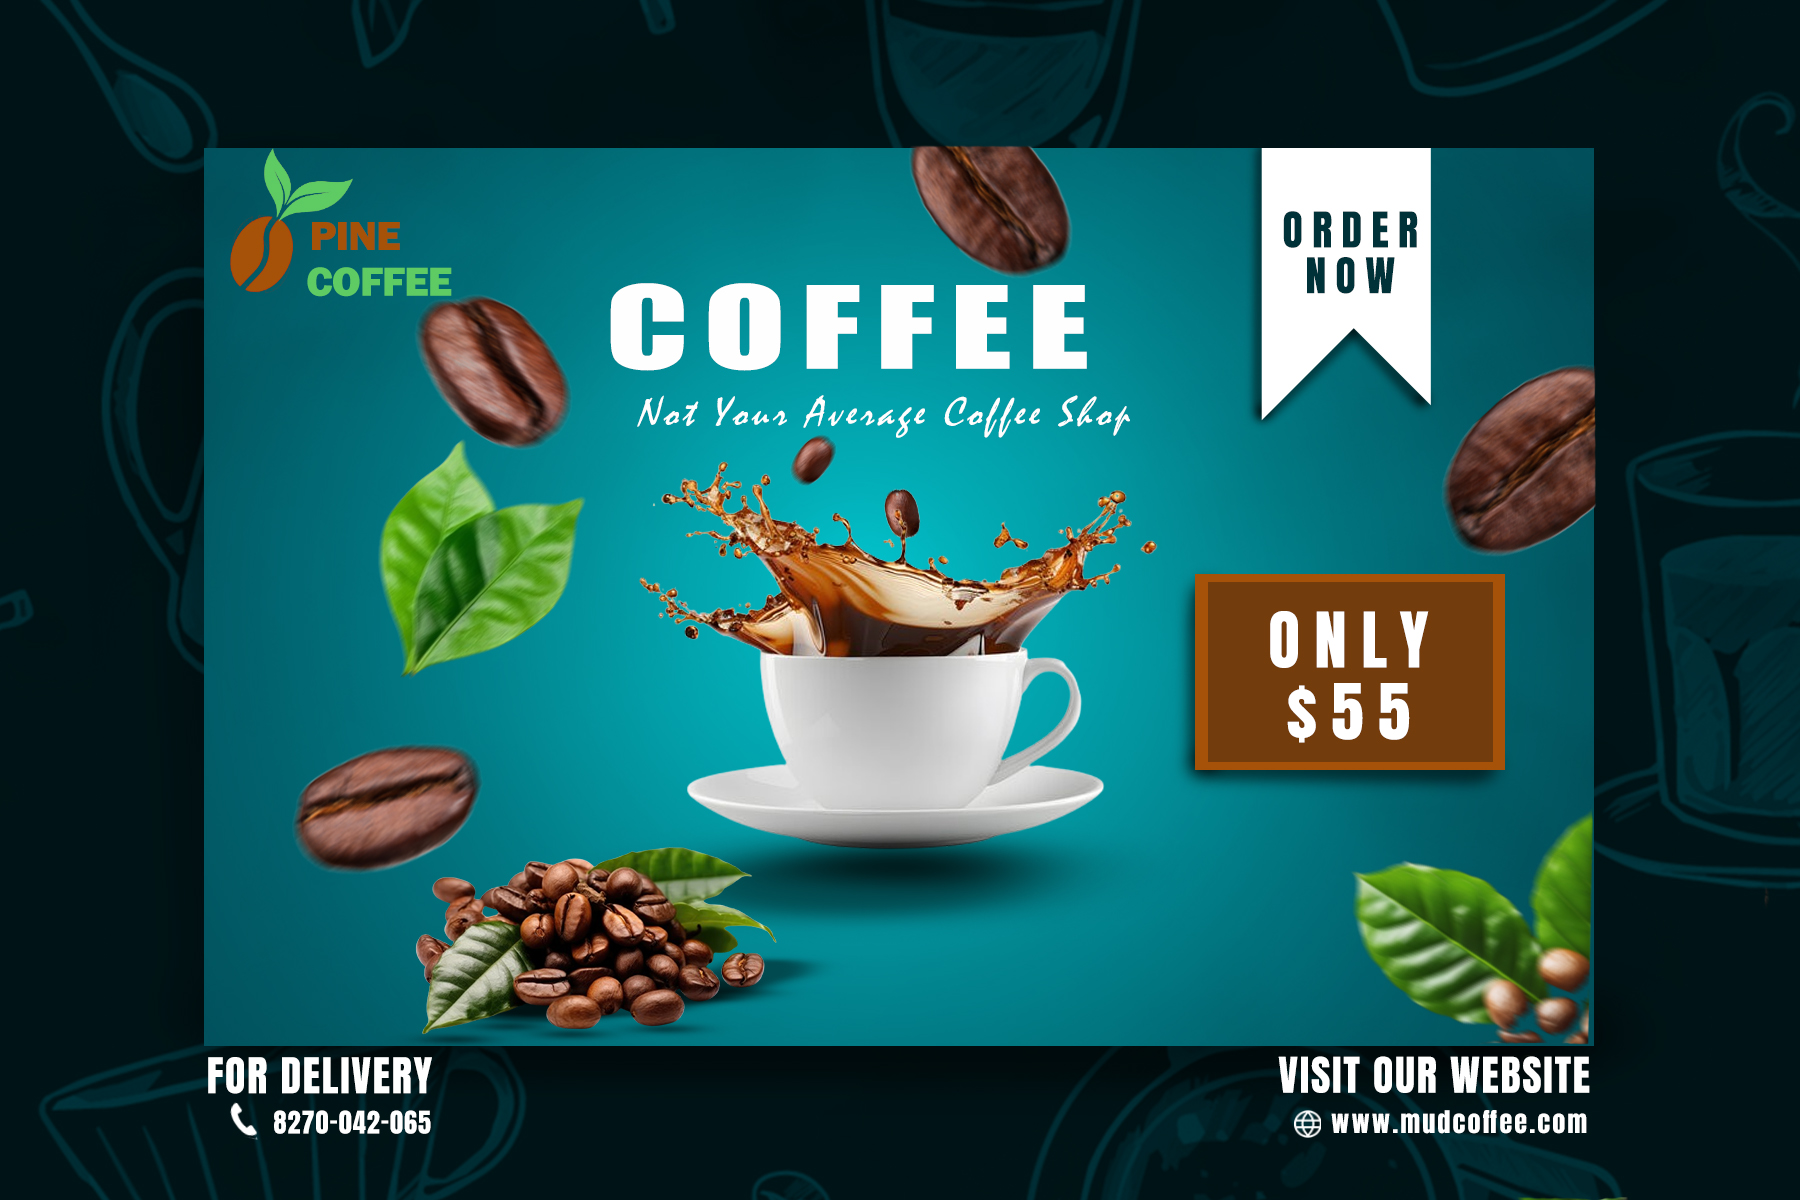 PINE
COFFEE
ORDER
NOW
COFFEE
Not Your Average Coffee Shop
ONLY
$55
FOR DELIVERY
8270-042-065
VISIT OUR WEBSITE
www.mudcoffee.com